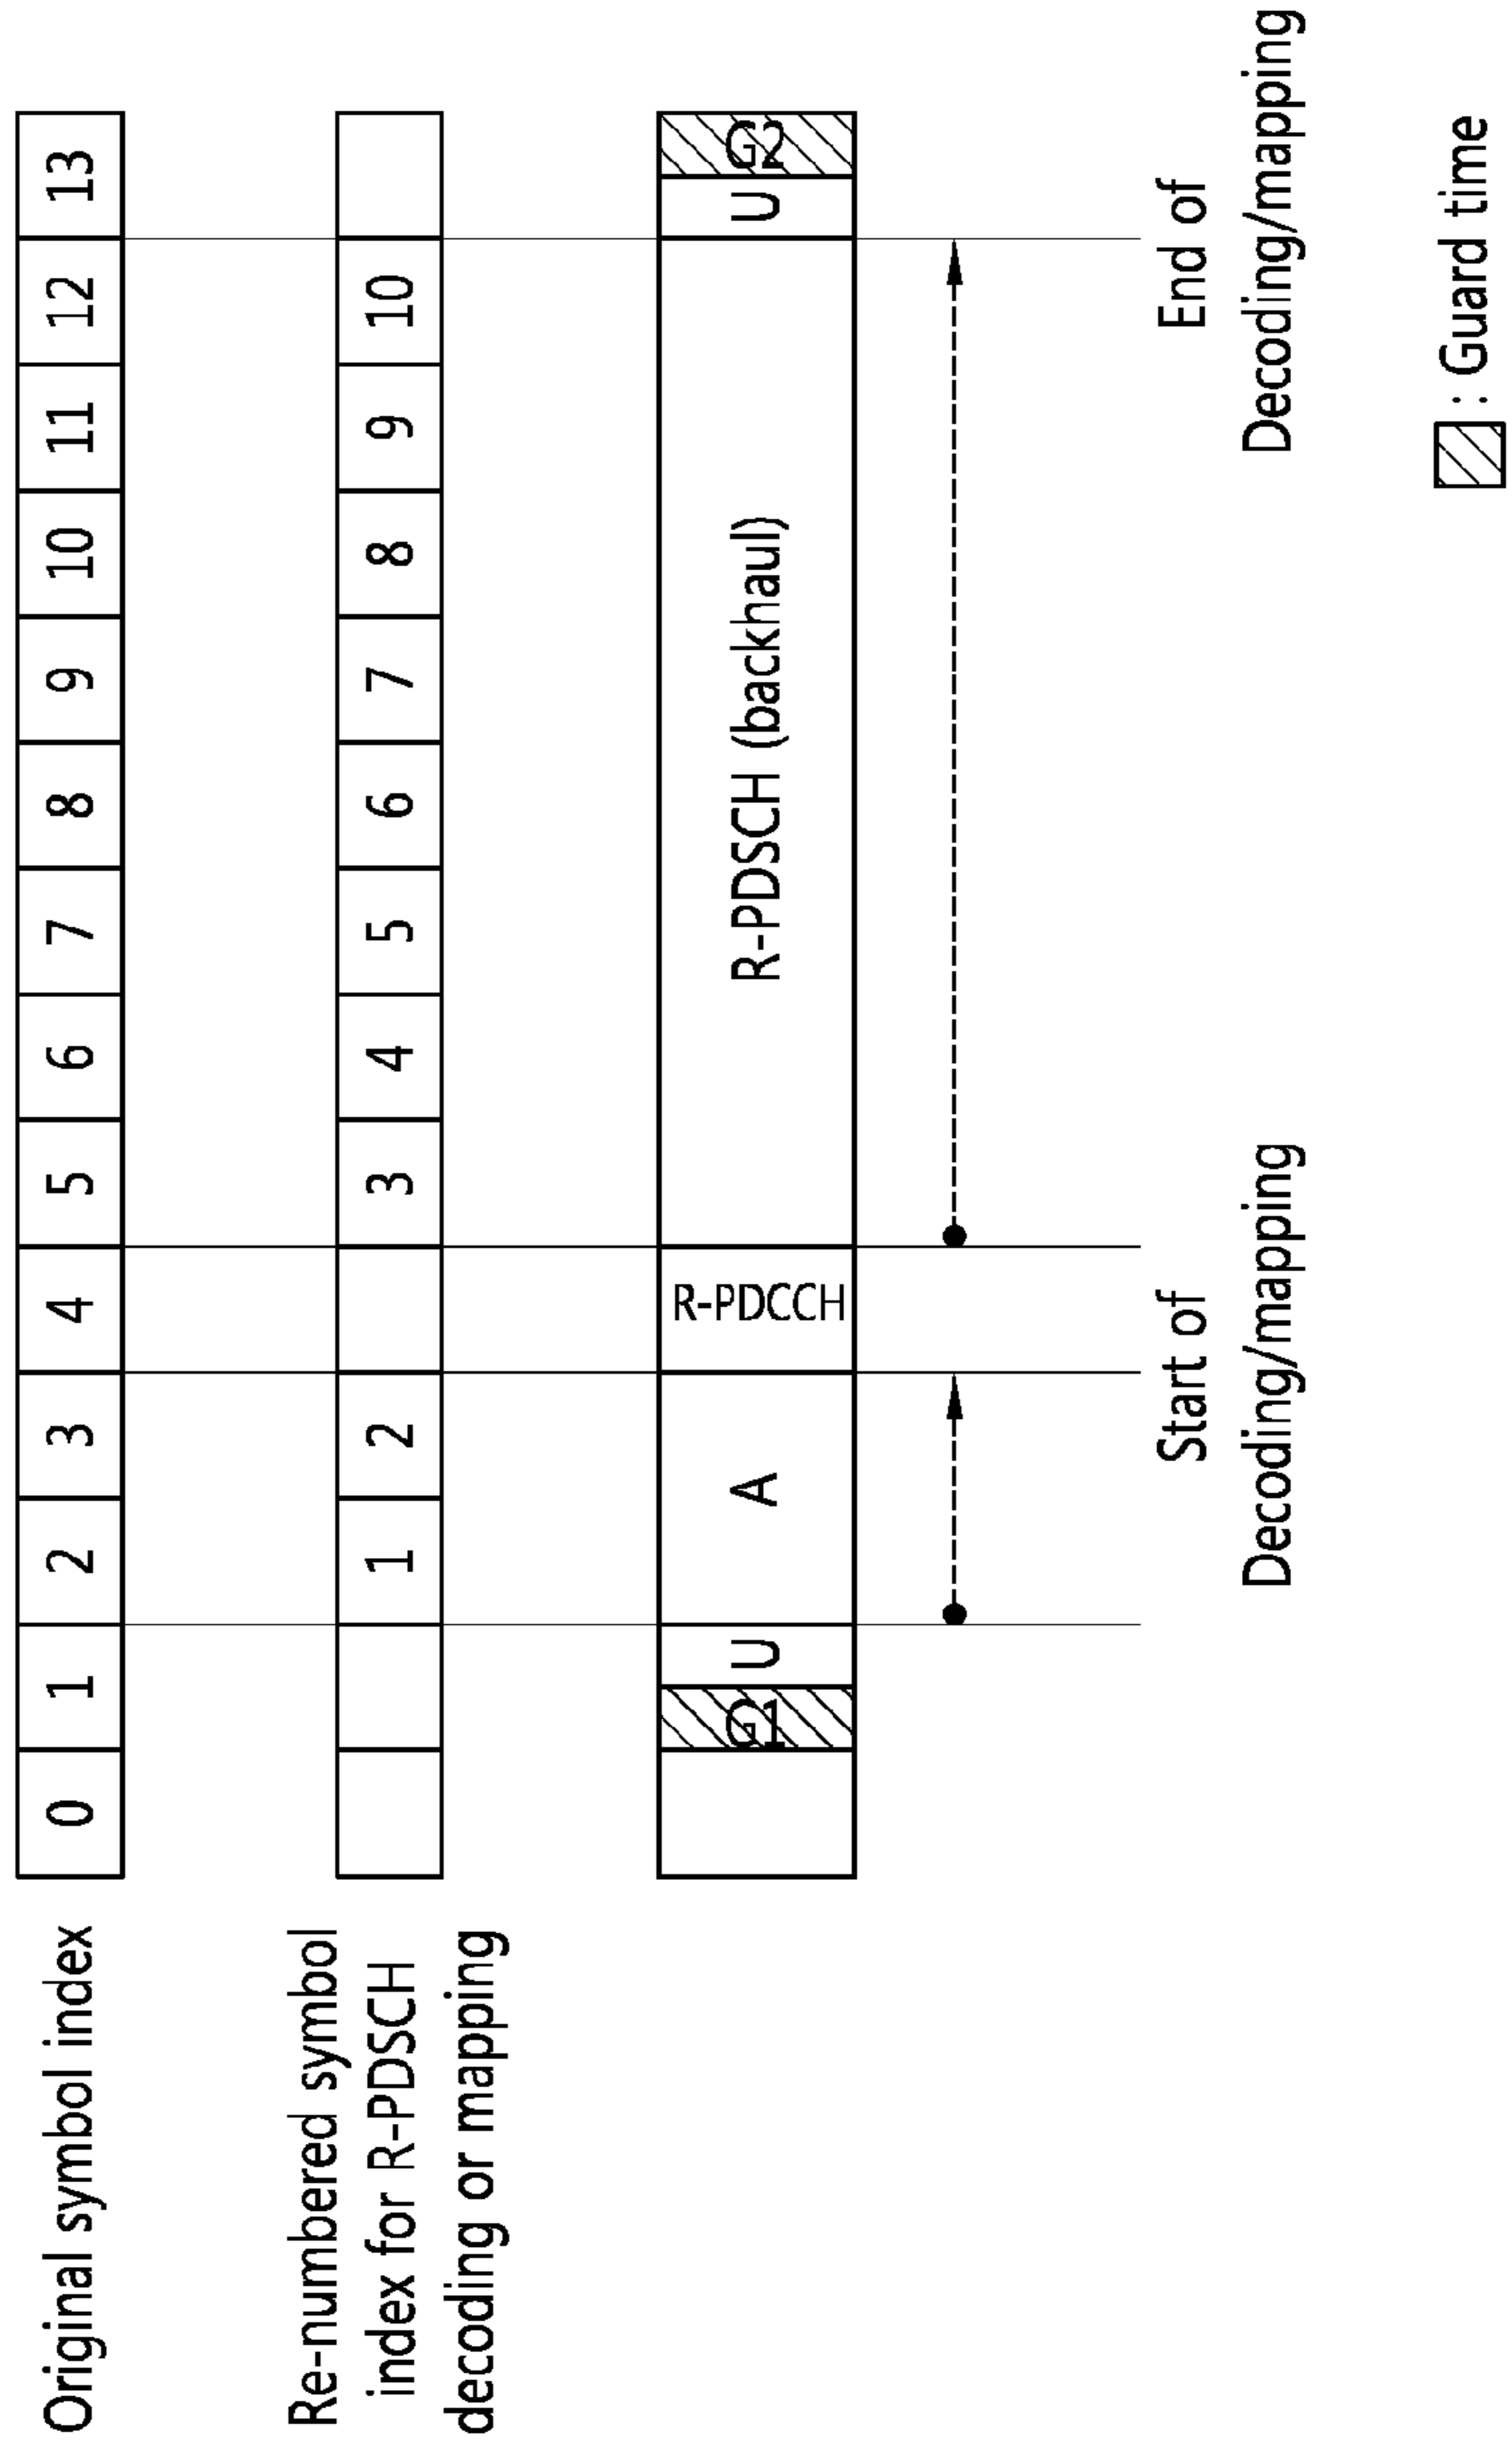 Original symbol index
0 1 2 3 4 5 6 7 8 9 10 11 12 13
Re-numbered symbol
index for R-PDSCH
decoding or mapping
1 2 3 4 5 6 7 8 9 10
G1 U A R-PDCCH R-PDSCH (backhaul) U G2
Start of
Decoding/mapping
End of
Decoding/mapping
: Guard time